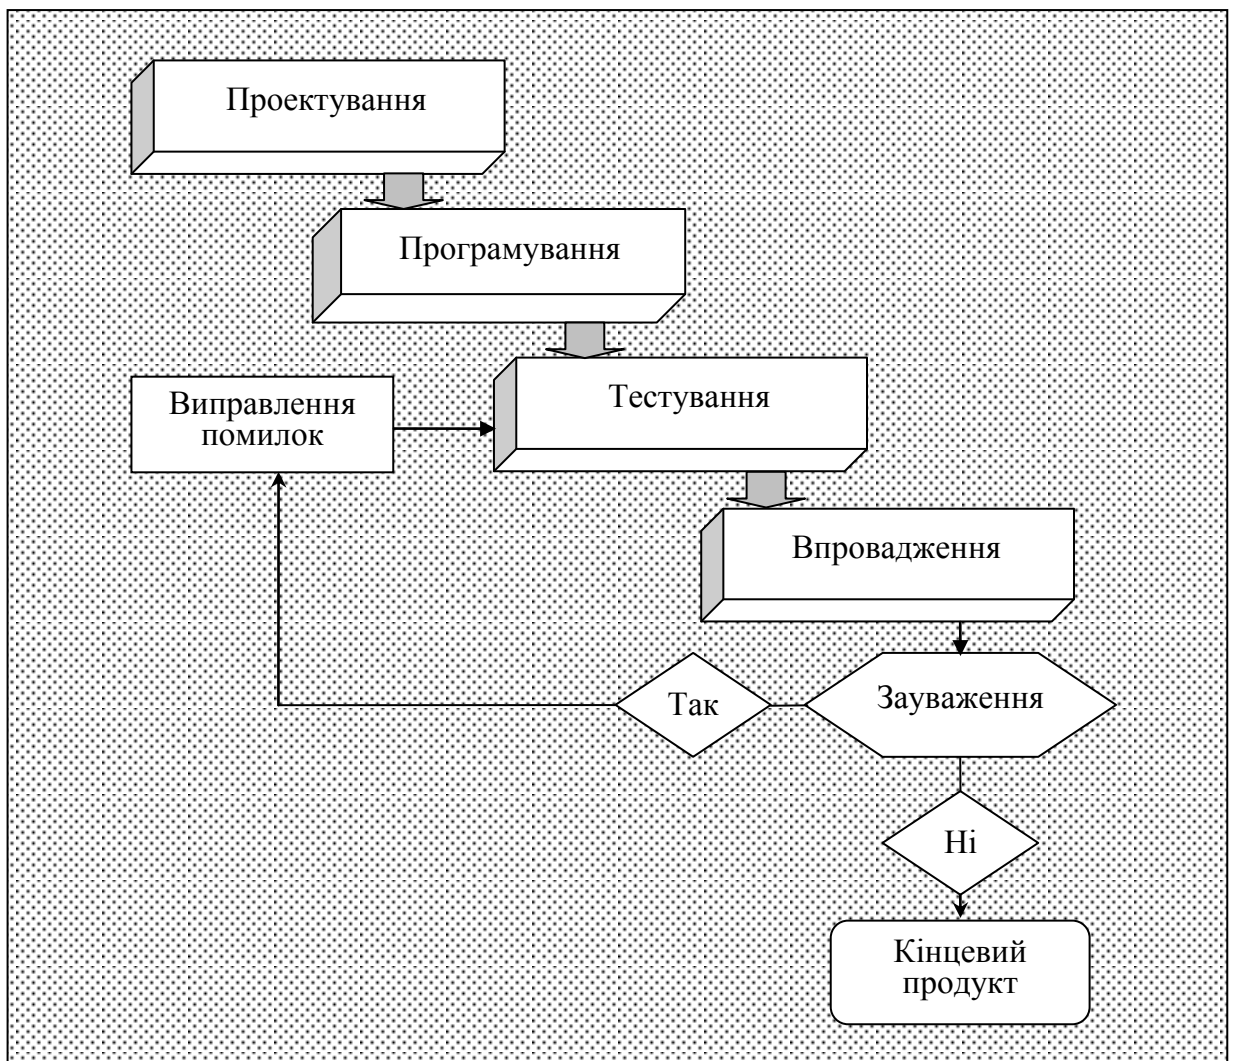 Проектування
Програмування
Тестування
Виправлення
помилок
Впровадження
Зауваження
Так
Ні
Кінцевий
продукт